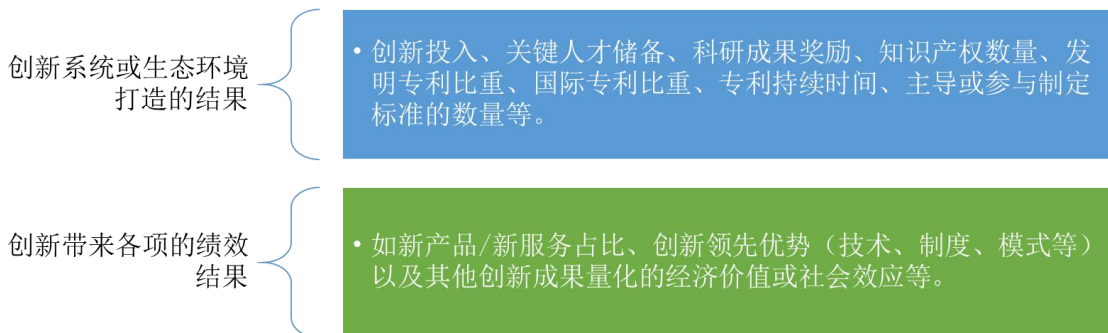 创新系统或生态环境
打造的结果
• 创新投入、关键人才储备、科研成果奖励、知识产权数量、发
明专利比重、国际专利比重、专利持续时间、主导或参与制定
标准的数量等。
创新带来各项的绩效
结果
• 如新产品/新服务占比、创新领先优势（技术、制度、模式等）
以及其他创新成果量化的经济价值或社会效应等。